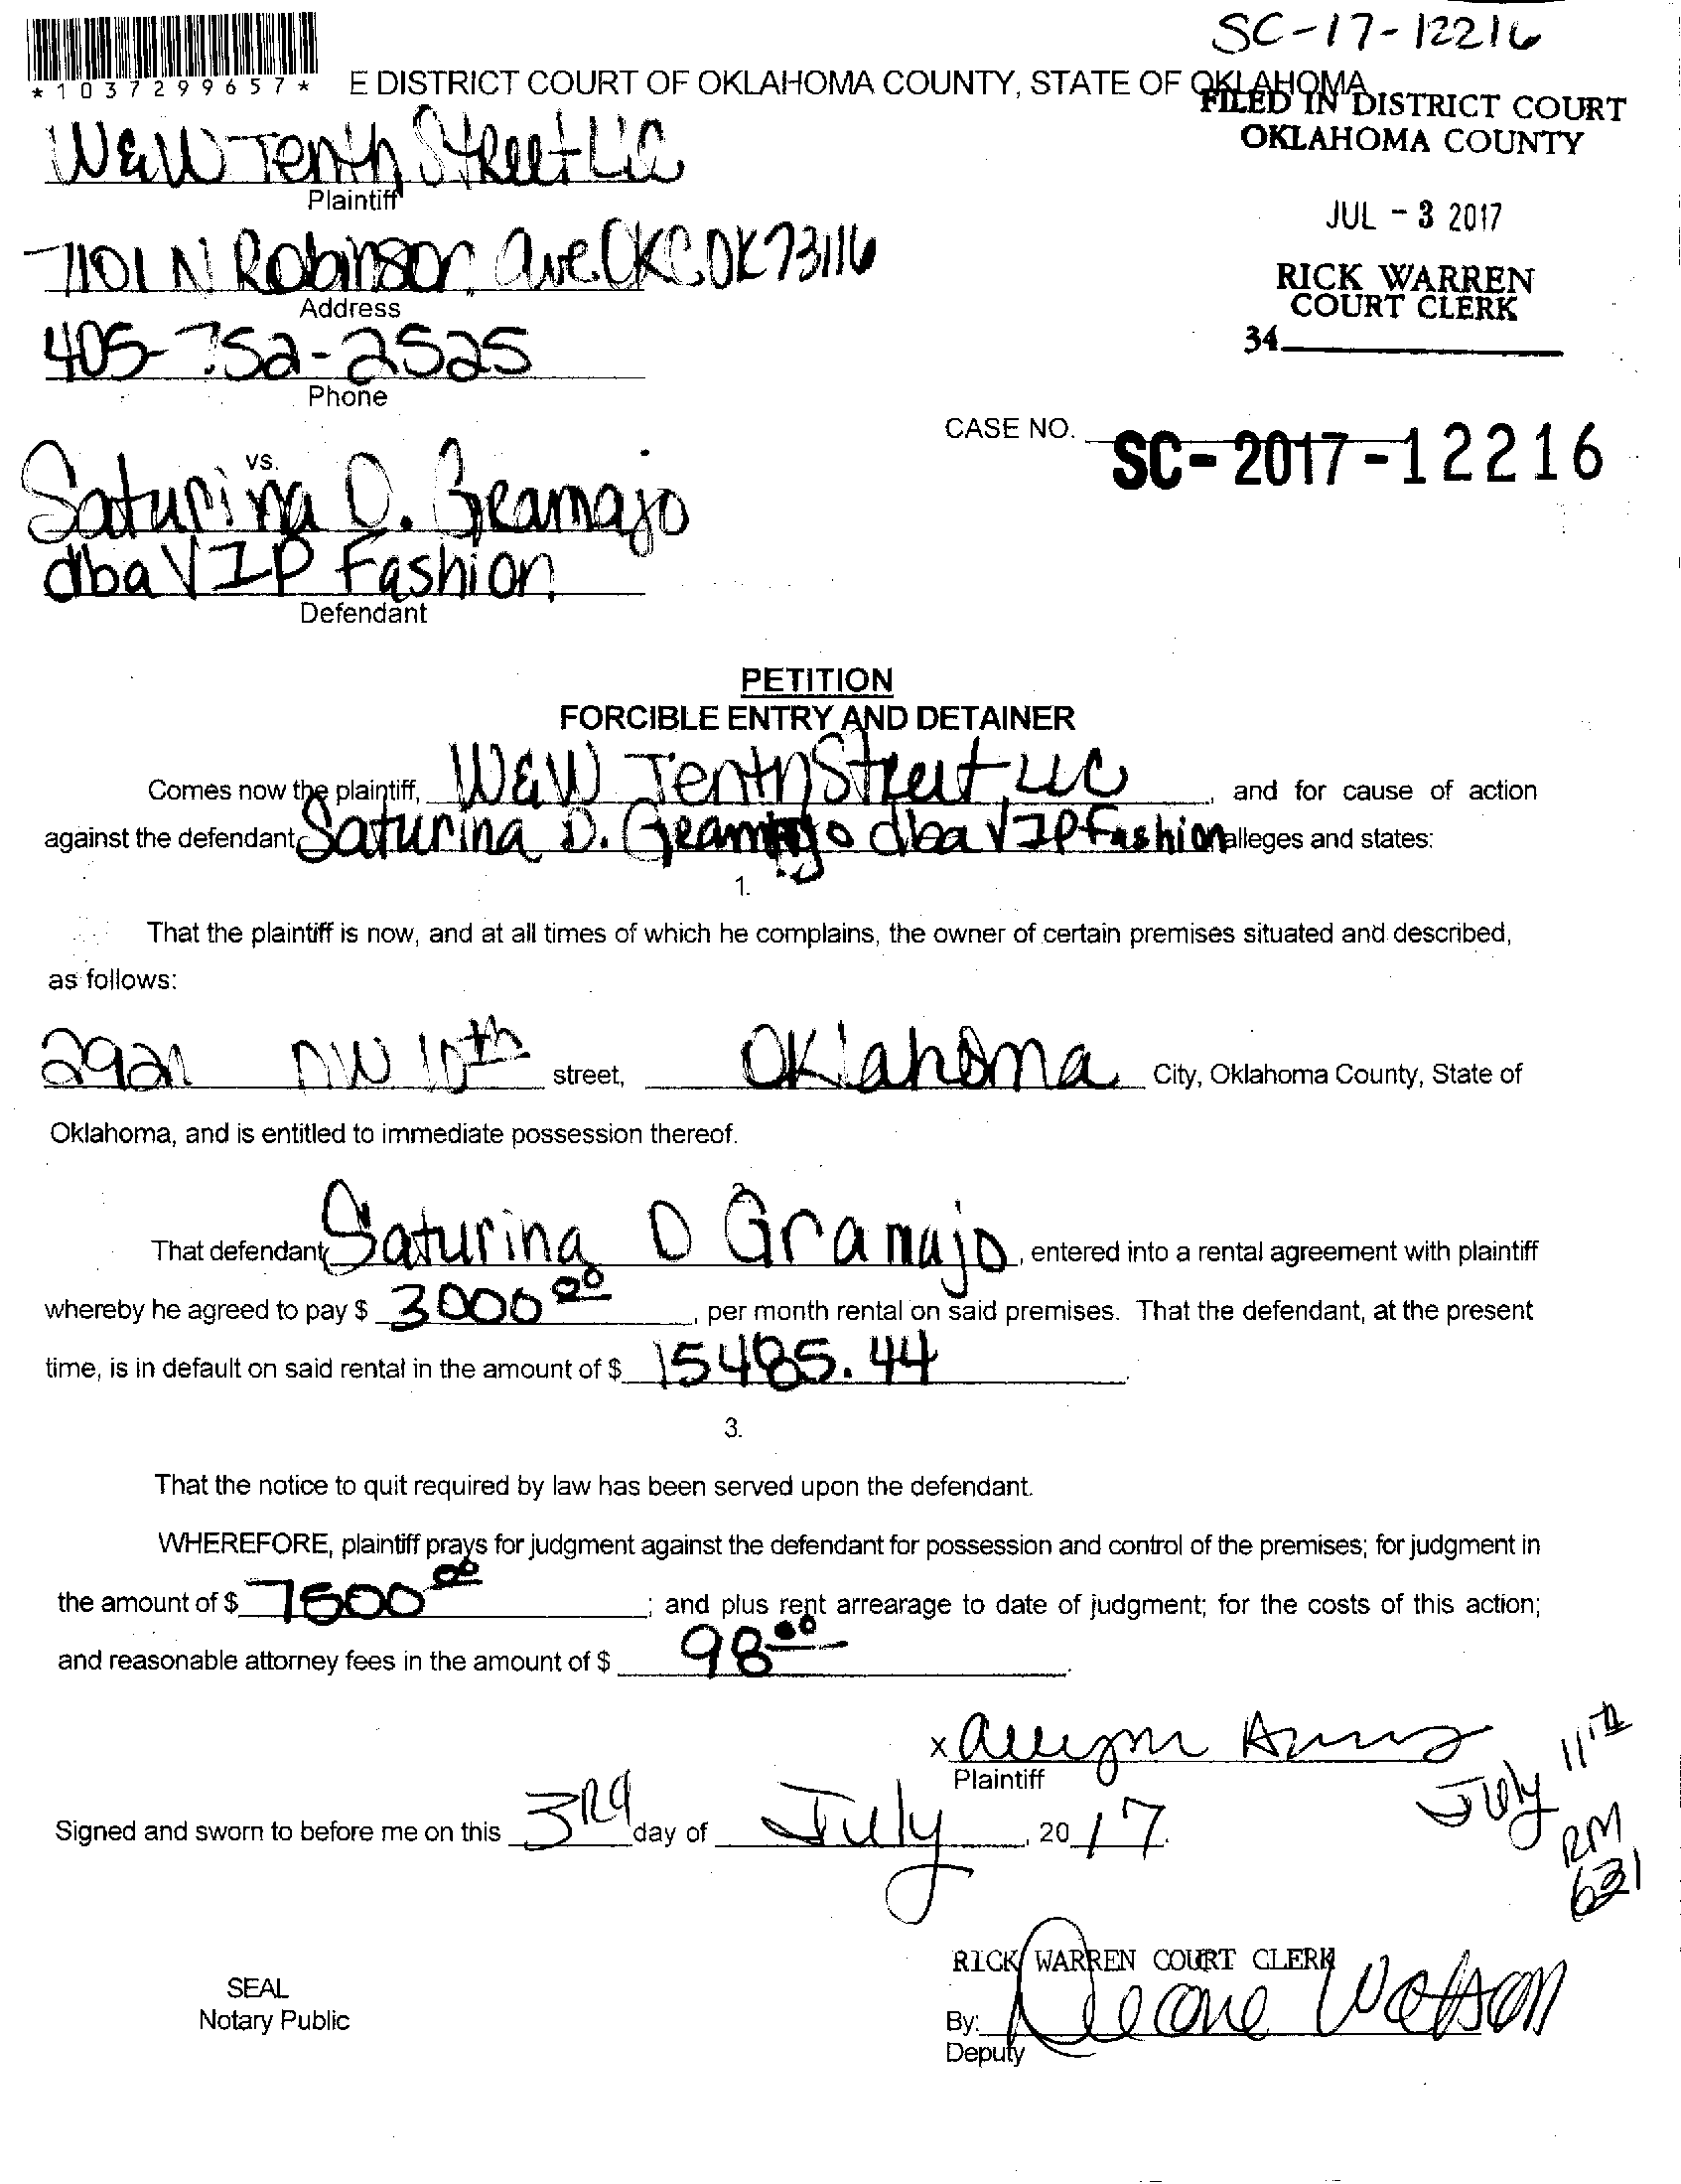 SC-17-12216
*1037299657*
E DISTRICT COURT OF OKLAHOMA COUNTY, STATE OF OKLAHOMA
FILED IN DISTRICT COURT
OKLAHOMA COUNTY
W&W Tenth Street LLC
Plaintiff
JUL - 3 2017
7101 N Robinson Ave. OKC OK 73116
Address
RICK WARREN
COURT CLERK
34
405-752-2525
Phone
CASE NO. SC-2017-12216
vs.
Saturina D. Geamajo
dba VIP Fashion
Defendant
PETITION
FORCIBLE ENTRY AND DETAINER
Comes now the plaintiff, W&W Tenth Street, LLC, and for cause of action
against the defendant, Saturina D. dba VIP Fashion alleges and states:
1.
That the plaintiff is now, and at all times of which he complains, the owner of certain premises situated and described,
as follows:
NW 10th street, Oklahoma City, Oklahoma County, State of
Oklahoma, and is entitled to immediate possession thereof.
2.
That defendant, Saturina D Gramajo, entered into a rental agreement with plaintiff
whereby he agreed to pay $ 3000 00, per month rental on said premises. That the defendant, at the present
time, is in default on said rental in the amount of $ 15485.44.
3.
That the notice to quit required by law has been served upon the defendant.
WHEREFORE, plaintiff prays for judgment against the defendant for possession and control of the premises; for judgment in
the amount of $ 7500 00; and plus rent arrearage to date of judgment; for the costs of this action;
and reasonable attorney fees in the amount of $ 98 00.
x
Plaintiff
July 11th
RM
631
Signed and sworn to before me on this 3rd day of July, 2017.
RICK WARREN COURT CLERK
SEAL
Notary Public
By: Watson
Deputy